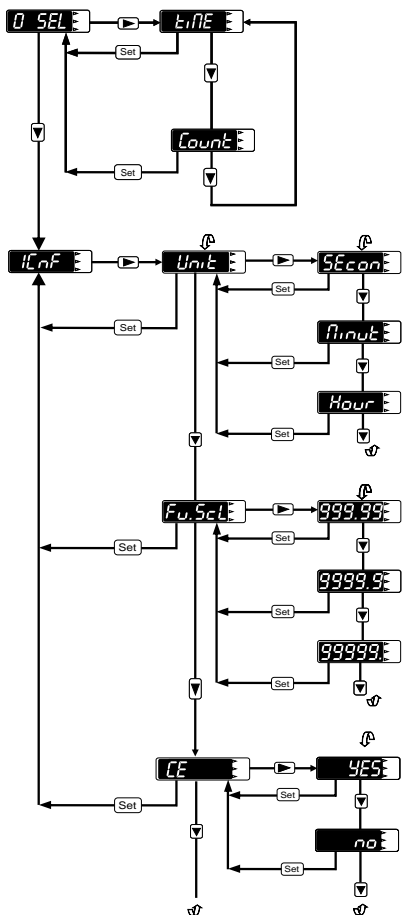 0 SEL
tiME
Set
Count
Set
1CnF
Unit
SEcon
Set
Set
Minut
Set
Hour
Set
Fu.ScL
999.99
Set
Set
9999.9
Set
99999.
Set
CE
YES
Set
Set
no
Set